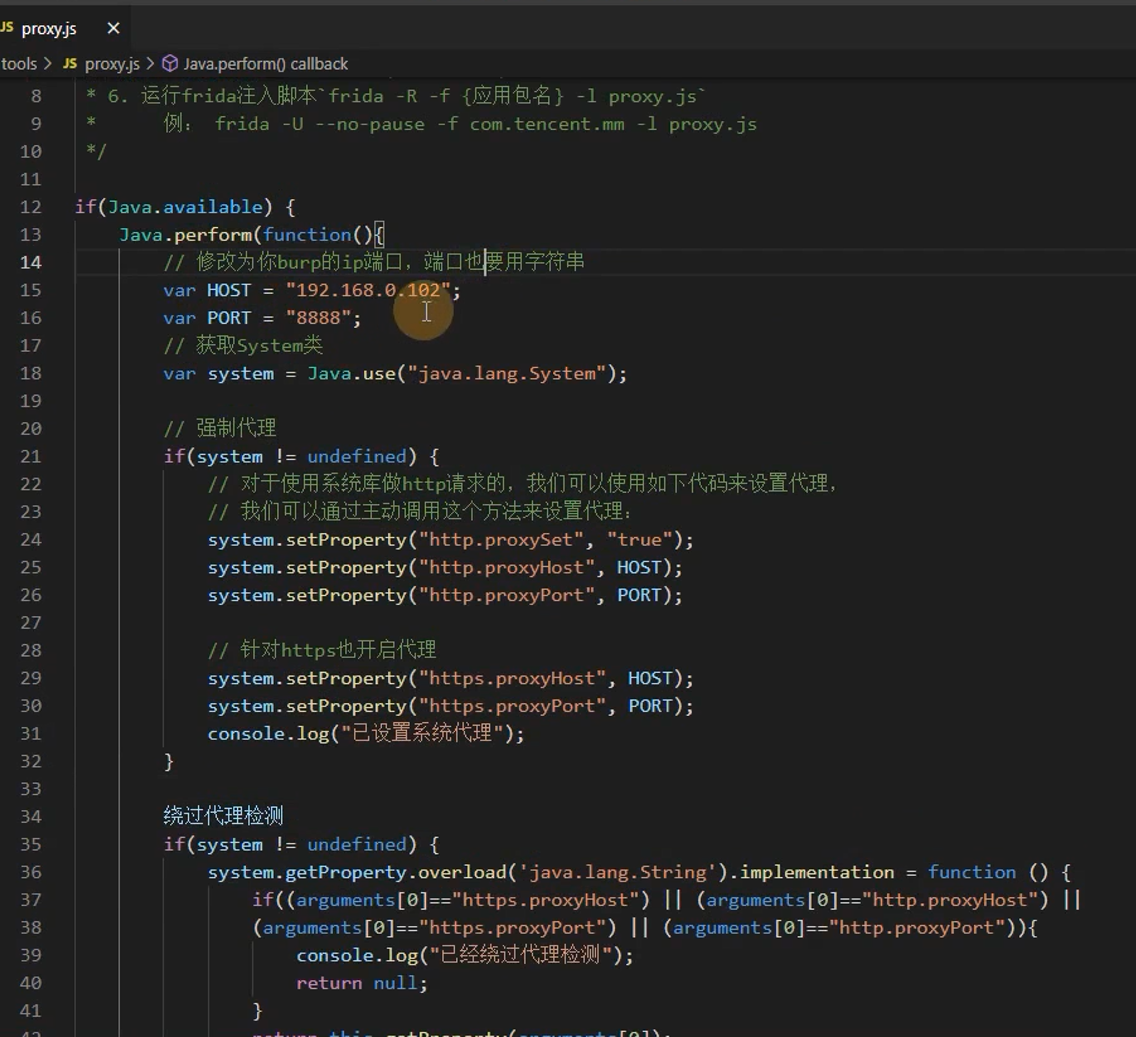 JS proxy.js ×
tools > JS proxy.js > Java.perform() callback
8 * 6. 运行frida注入脚本`frida -R -f {应用包名} -l proxy.js`
9 * 例: frida -U --no-pause -f com.tencent.mm -l proxy.js
10 */
11
12 if(Java.available) {
13 Java.perform(function(){
14 // 修改为你burp的ip端口，端口也要用字符串
15 var HOST = "192.168.0.102";
16 var PORT = "8888";
17 // 获取System类
18 var system = Java.use("java.lang.System");
19
20 // 强制代理
21 if(system != undefined) {
22 // 对于使用系统库做http请求的，我们可以使用如下代码来设置代理，
23 // 我们可以通过主动调用这个方法来设置代理：
24 system.setProperty("http.proxySet", "true");
25 system.setProperty("http.proxyHost", HOST);
26 system.setProperty("http.proxyPort", PORT);
27
28 // 针对https也开启代理
29 system.setProperty("https.proxyHost", HOST);
30 system.setProperty("https.proxyPort", PORT);
31 console.log("已设置系统代理");
32 }
33
34 绕过代理检测
35 if(system != undefined) {
36 system.getProperty.overload('java.lang.String').implementation = function () {
37 if((arguments[0]=="https.proxyHost") || (arguments[0]=="http.proxyHost") ||
38 (arguments[0]=="https.proxyPort") || (arguments[0]=="http.proxyPort")){
39 console.log("已经绕过代理检测");
40 return null;
41 }
42 return this.getProperty(arguments[0]);